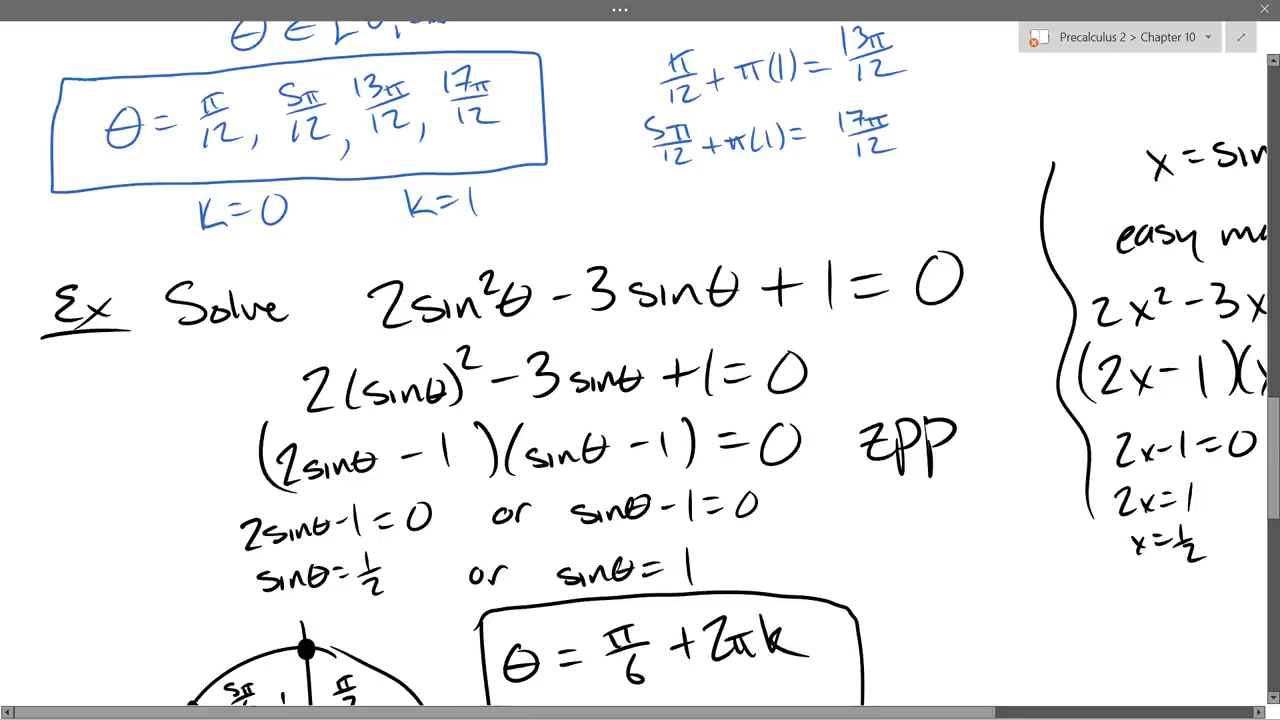 Precalculus 2 > Chapter 10
θ = π/12, 5π/12, 13π/12, 17π/12
k=0 k=1
π/12 + π(1) = 13π/12
5π/12 + π(1) = 17π/12
Ex Solve 2sin²θ - 3sinθ + 1 = 0
2(sinθ)² - 3sinθ + 1 = 0
(2sinθ - 1)(sinθ - 1) = 0 ZPP
2sinθ - 1 = 0 or sinθ - 1 = 0
sinθ = 1/2 or sinθ = 1
θ = π/6 + 2πk
π/2
x = sin
easy
2x² - 3x
(2x - 1)(
2x - 1 = 0
2x = 1
x = 1/2